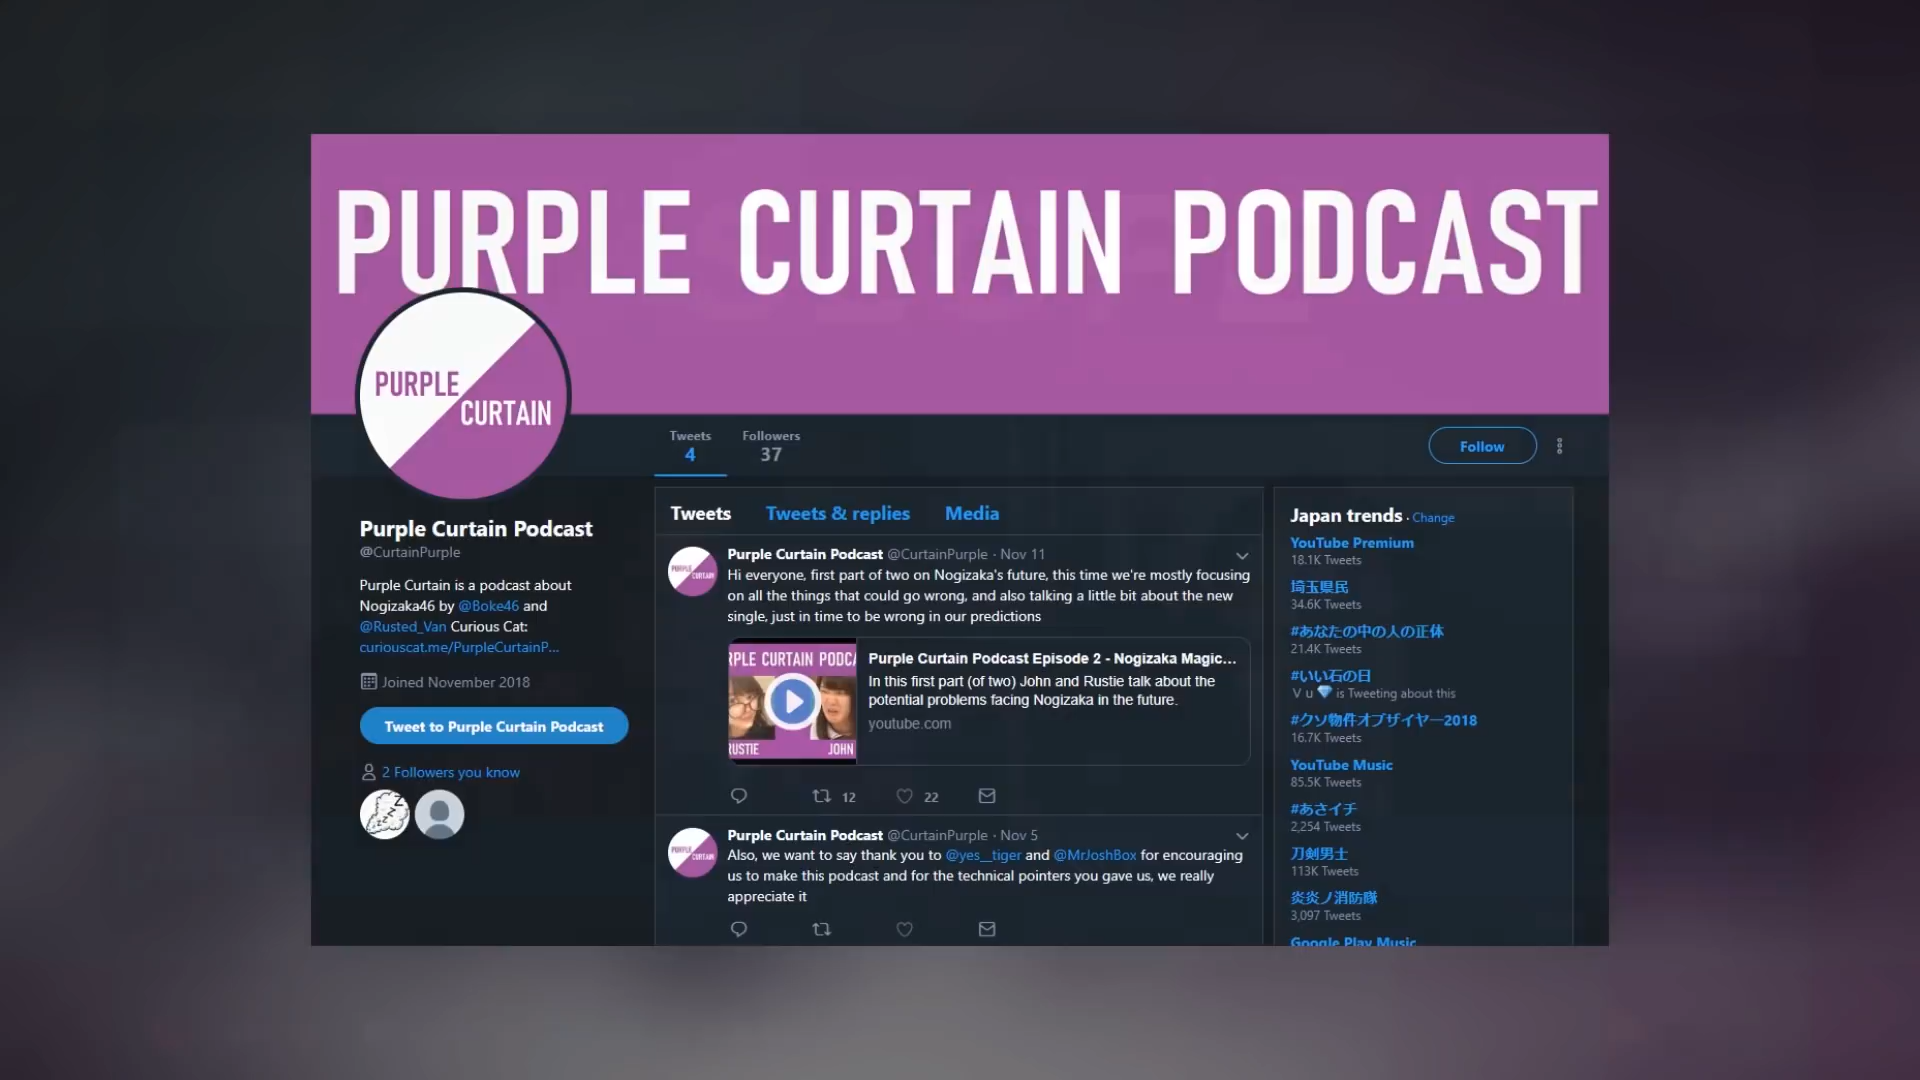 PURPLE CURTAIN PODCAST
PURPLE
CURTAIN
Tweets
4
Followers
37
Follow
Purple Curtain Podcast
@CurtainPurple
Purple Curtain is a podcast about
Nogizaka46 by @Boke46 and
@Rusted_Van Curious Cat:
curiouscat.me/PurpleCurtainP...
Joined November 2018
Tweet to Purple Curtain Podcast
2 Followers you know
Tweets Tweets & replies Media
PURPLE
CURTAIN
Purple Curtain Podcast @CurtainPurple · Nov 11
Hi everyone, first part of two on Nogizaka's future, this time we're mostly focusing
on all the things that could go wrong, and also talking a little bit about the new
single, just in time to be wrong in our predictions
RPLE CURTAIN PODCA
RUSTIE JOHN
Purple Curtain Podcast Episode 2 - Nogizaka Magic...
In this first part (of two) John and Rustie talk about the
potential problems facing Nogizaka in the future.
youtube.com
12 22
PURPLE
CURTAIN
Purple Curtain Podcast @CurtainPurple · Nov 5
Also, we want to say thank you to @yes__tiger and @MrJoshBox for encouraging
us to make this podcast and for the technical pointers you gave us, we really
appreciate it
Japan trends · Change
YouTube Premium
18.1K Tweets
埼玉県民
34.6K Tweets
#あなたの中の人の正体
21.4K Tweets
#いい石の日
V u 💎 is Tweeting about this
#クソ物件オブザイヤー2018
16.7K Tweets
YouTube Music
85.5K Tweets
#あさイチ
2,254 Tweets
刀剣男士
113K Tweets
炎炎ノ消防隊
3,097 Tweets
Google Play Music